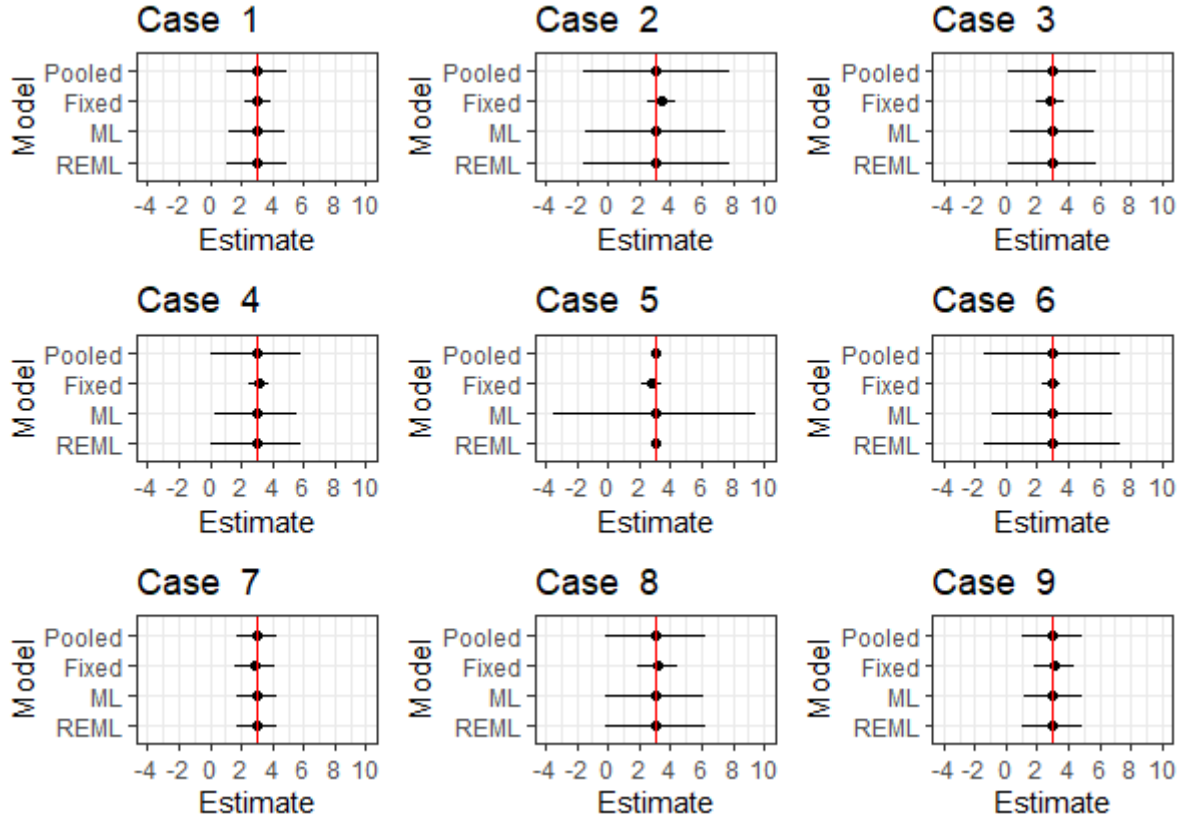 Case 1
Model
Pooled
Fixed
ML
REML
-4 -2 0 2 4 6 8 10
Estimate
Case 2
Model
Pooled
Fixed
ML
REML
-4 -2 0 2 4 6 8 10
Estimate
Case 3
Model
Pooled
Fixed
ML
REML
-4 -2 0 2 4 6 8 10
Estimate
Case 4
Model
Pooled
Fixed
ML
REML
-4 -2 0 2 4 6 8 10
Estimate
Case 5
Model
Pooled
Fixed
ML
REML
-4 -2 0 2 4 6 8 10
Estimate
Case 6
Model
Pooled
Fixed
ML
REML
-4 -2 0 2 4 6 8 10
Estimate
Case 7
Model
Pooled
Fixed
ML
REML
-4 -2 0 2 4 6 8 10
Estimate
Case 8
Model
Pooled
Fixed
ML
REML
-4 -2 0 2 4 6 8 10
Estimate
Case 9
Model
Pooled
Fixed
ML
REML
-4 -2 0 2 4 6 8 10
Estimate